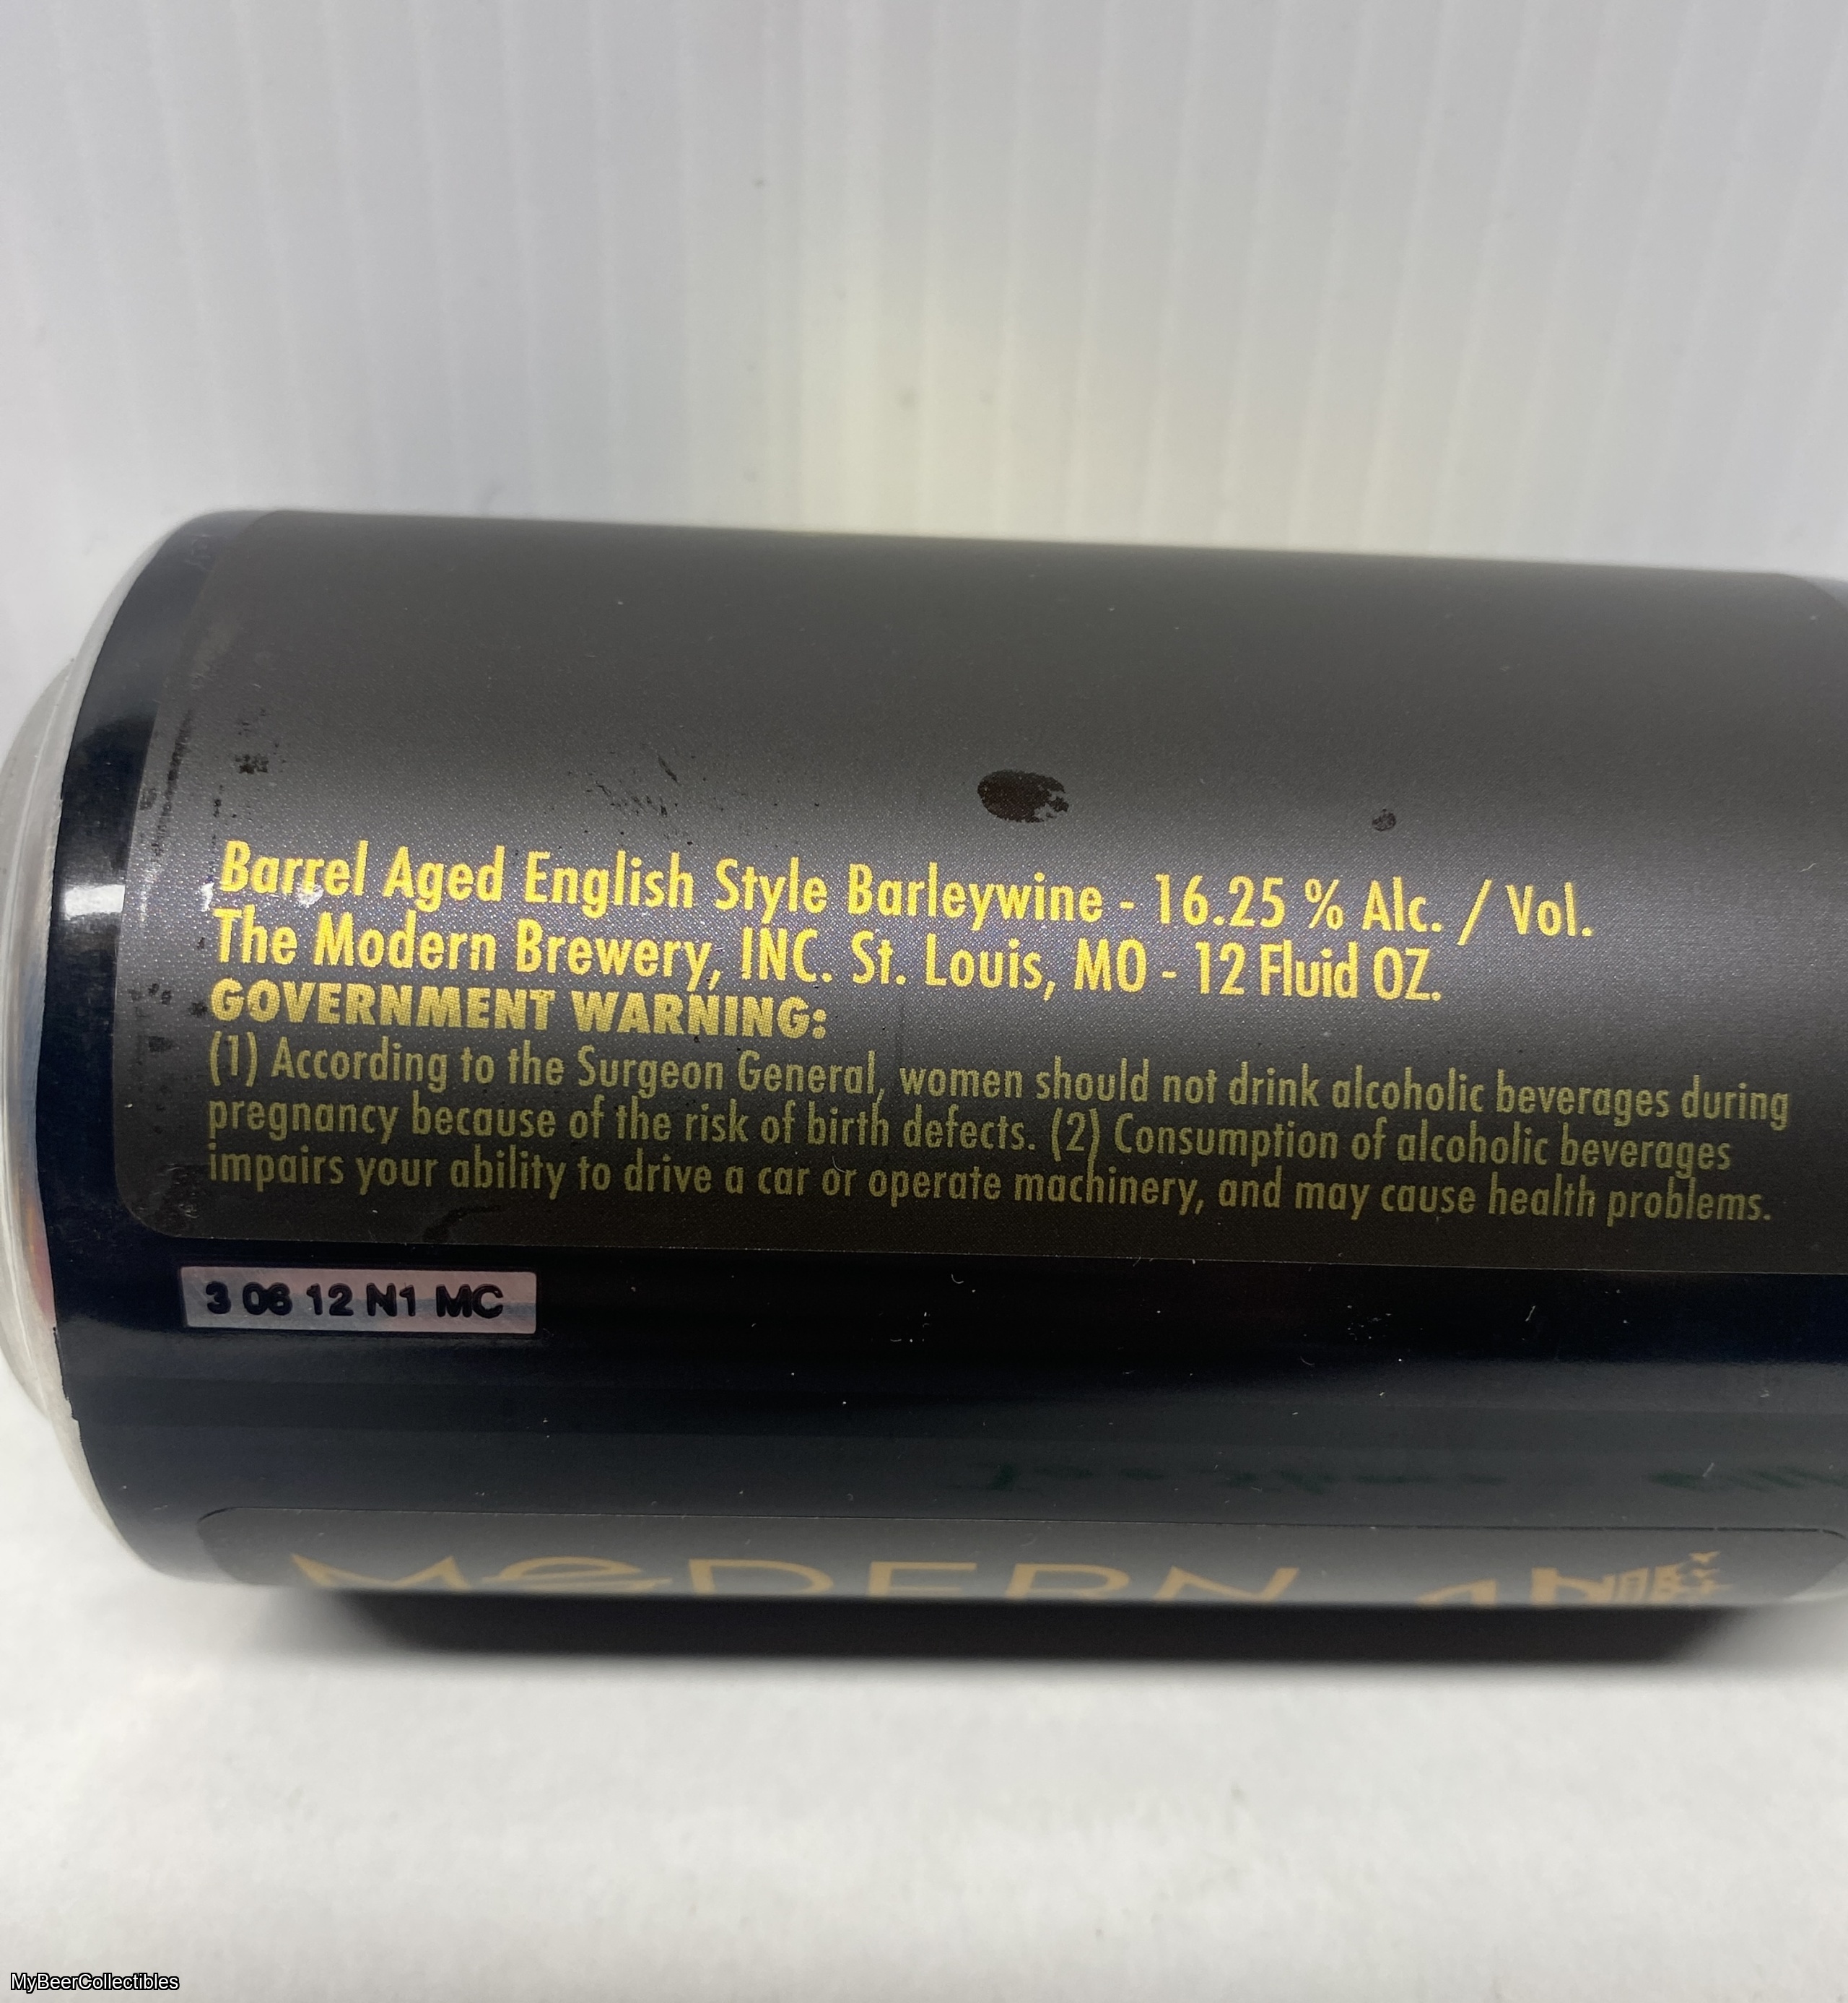 Barrel Aged English Style Barleywine - 16.25 % Alc. / Vol.
The Modern Brewery, INC. St. Louis, MO - 12 Fluid OZ.
GOVERNMENT WARNING:
(1) According to the Surgeon General, women should not drink alcoholic beverages during
pregnancy because of the risk of birth defects. (2) Consumption of alcoholic beverages
impairs your ability to drive a car or operate machinery, and may cause health problems.
3 06 12 N1 MC
MODERN
MyBeerCollectibles